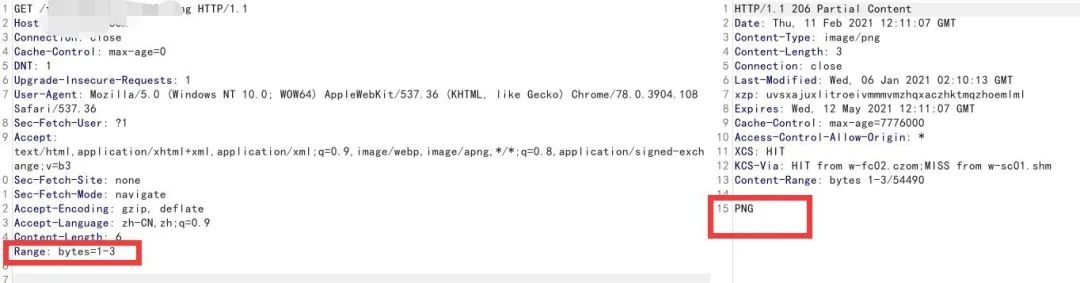 1 GET /
ng HTTP/1.1
2 Host
3 Connection: close
4 Cache-Control: max-age=0
5 DNT: 1
6 Upgrade-Insecure-Requests: 1
7 User-Agent: Mozilla/5.0 (Windows NT 10.0; WOW64) AppleWebKit/537.36 (KHTML, like Gecko) Chrome/78.0.3904.108
Safari/537.36
8 Sec-Fetch-User: ?1
9 Accept:
text/html,application/xhtml+xml,application/xml;q=0.9,image/webp,image/apng,*/*;q=0.8,application/signed-exch
ange;v=b3
0 Sec-Fetch-Site: none
1 Sec-Fetch-Mode: navigate
2 Accept-Encoding: gzip, deflate
3 Accept-Language: zh-CN,zh;q=0.9
4 Content-Length: 6
Range: bytes=1-3
6
7
1 HTTP/1.1 206 Partial Content
2 Date: Thu, 11 Feb 2021 12:11:07 GMT
3 Content-Type: image/png
4 Content-Length: 3
5 Connection: close
6 Last-Modified: Wed, 06 Jan 2021 02:10:13 GMT
7 xzp: uvsxajuxlitroeivmmmvmzhqxaczhktmqzhoemlml
8 Expires: Wed, 12 May 2021 12:11:07 GMT
9 Cache-Control: max-age=7776000
10 Access-Control-Allow-Origin: *
11 XCS: HIT
12 KCS-Via: HIT from w-fc02.czom;MISS from w-sc01.shm
13 Content-Range: bytes 1-3/54490
14
15 PNG